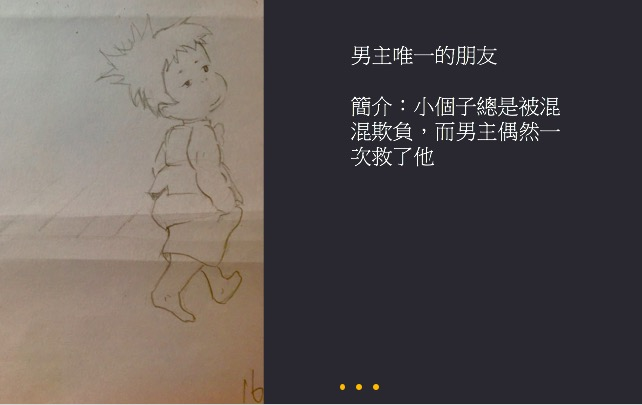 男主唯一的朋友
簡介：小個子總是被混
混欺負，而男主偶然一
次救了他
16